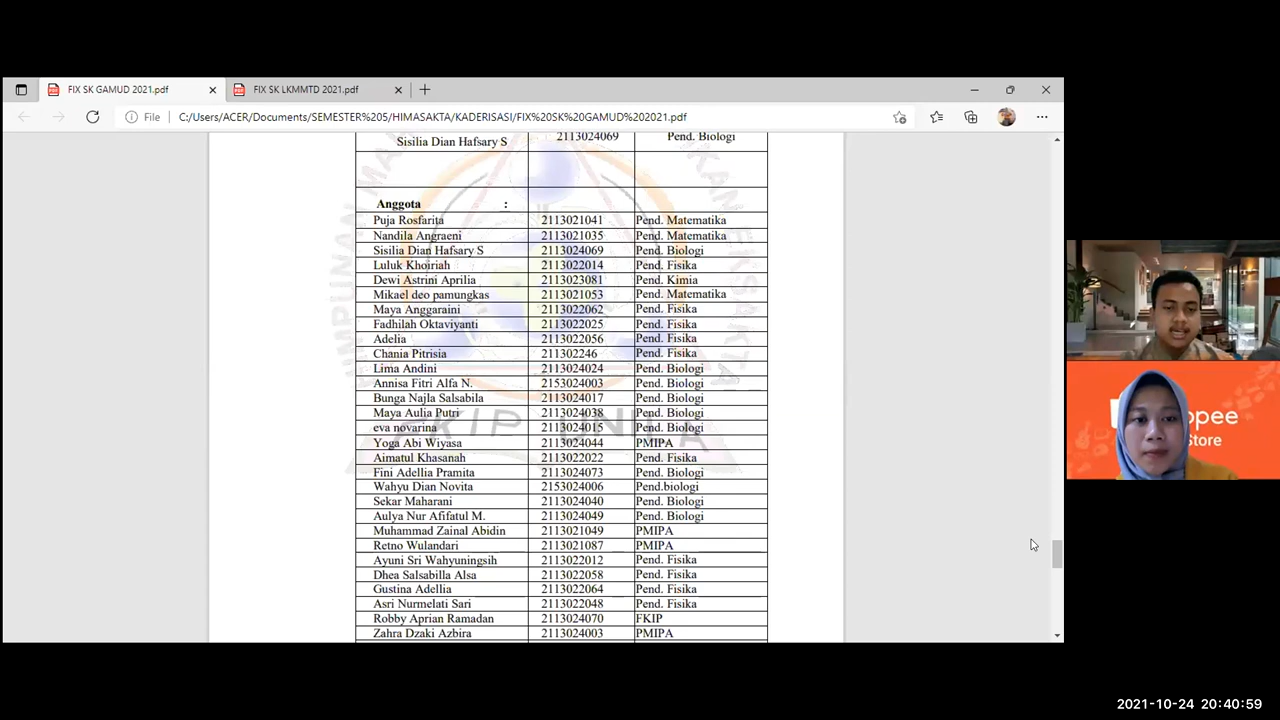 FIX SK GAMUD 2021.pdf
FIX SK LKMMTD 2021.pdf
File C:/Users/ACER/Documents/SEMESTER%205/HIMASAKTA/KADERISASI/FIX%20SK%20GAMUD%202021.pdf
Sisilia Dian Hafsary S 2113024069 Pend. Biologi
Anggota :
Puja Rosfarita 2113021041 Pend. Matematika
Nandila Angraeni 2113021035 Pend. Matematika
Sisilia Dian Hafsary S 2113024069 Pend. Biologi
Luluk Khoiriah 2113022014 Pend. Fisika
Dewi Astrini Aprilia 2113023081 Pend. Kimia
Mikael deo pamungkas 2113021053 Pend. Matematika
Maya Anggaraini 2113022062 Pend. Fisika
Fadhilah Oktaviyanti 2113022025 Pend. Fisika
Adelia 2113022056 Pend. Fisika
Chania Pitrisia 211302246 Pend. Fisika
Lima Andini 2113024024 Pend. Biologi
Annisa Fitri Alfa N. 2153024003 Pend. Biologi
Bunga Najla Salsabila 2113024017 Pend. Biologi
Maya Aulia Putri 2113024038 Pend. Biologi
eva novarina 2113024015 Pend. Biologi
Yoga Abi Wiyasa 2113024044 PMIPA
Aimatul Khasanah 2113022022 Pend. Fisika
Fini Adellia Pramita 2113024073 Pend. Biologi
Wahyu Dian Novita 2153024006 Pend.biologi
Sekar Maharani 2113024040 Pend. Biologi
Aulya Nur Afifatul M. 2113024049 Pend. Biologi
Muhammad Zainal Abidin 2113021049 PMIPA
Retno Wulandari 2113021087 PMIPA
Ayuni Sri Wahyuningsih 2113022012 Pend. Fisika
Dhea Salsabilla Alsa 2113022058 Pend. Fisika
Gustina Adellia 2113022064 Pend. Fisika
Asri Nurmelati Sari 2113022048 Pend. Fisika
Robby Aprian Ramadan 2113024070 FKIP
Zahra Dzaki Azbira 2113024003 PMIPA
FKIP UNILA
Store
2021-10-24 20:40:59